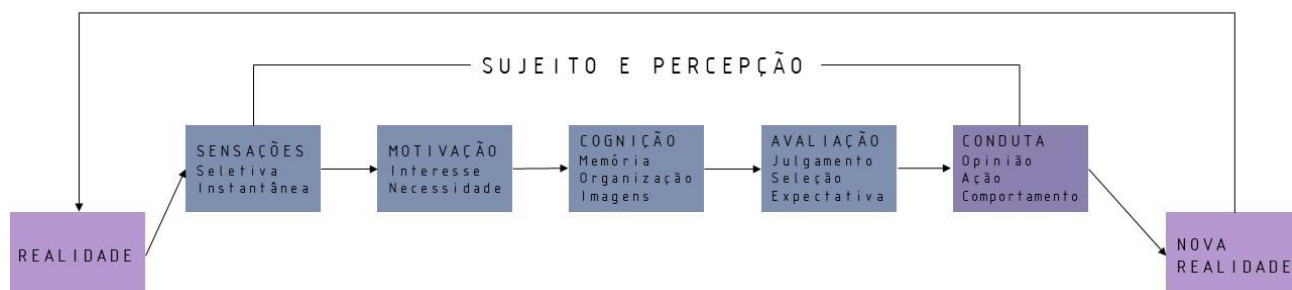 SUJEITO E PERCEPÇÃO
SENSAÇÕES
Seletiva
Instantânea
MOTIVAÇÃO
Interesse
Necessidade
COGNIÇÃO
Memória
Organização
Imagens
AVALIAÇÃO
Julgamento
Seleção
Expectativa
CONDUTA
Opinião
Ação
Comportamento
REALIDADE
NOVA
REALIDADE